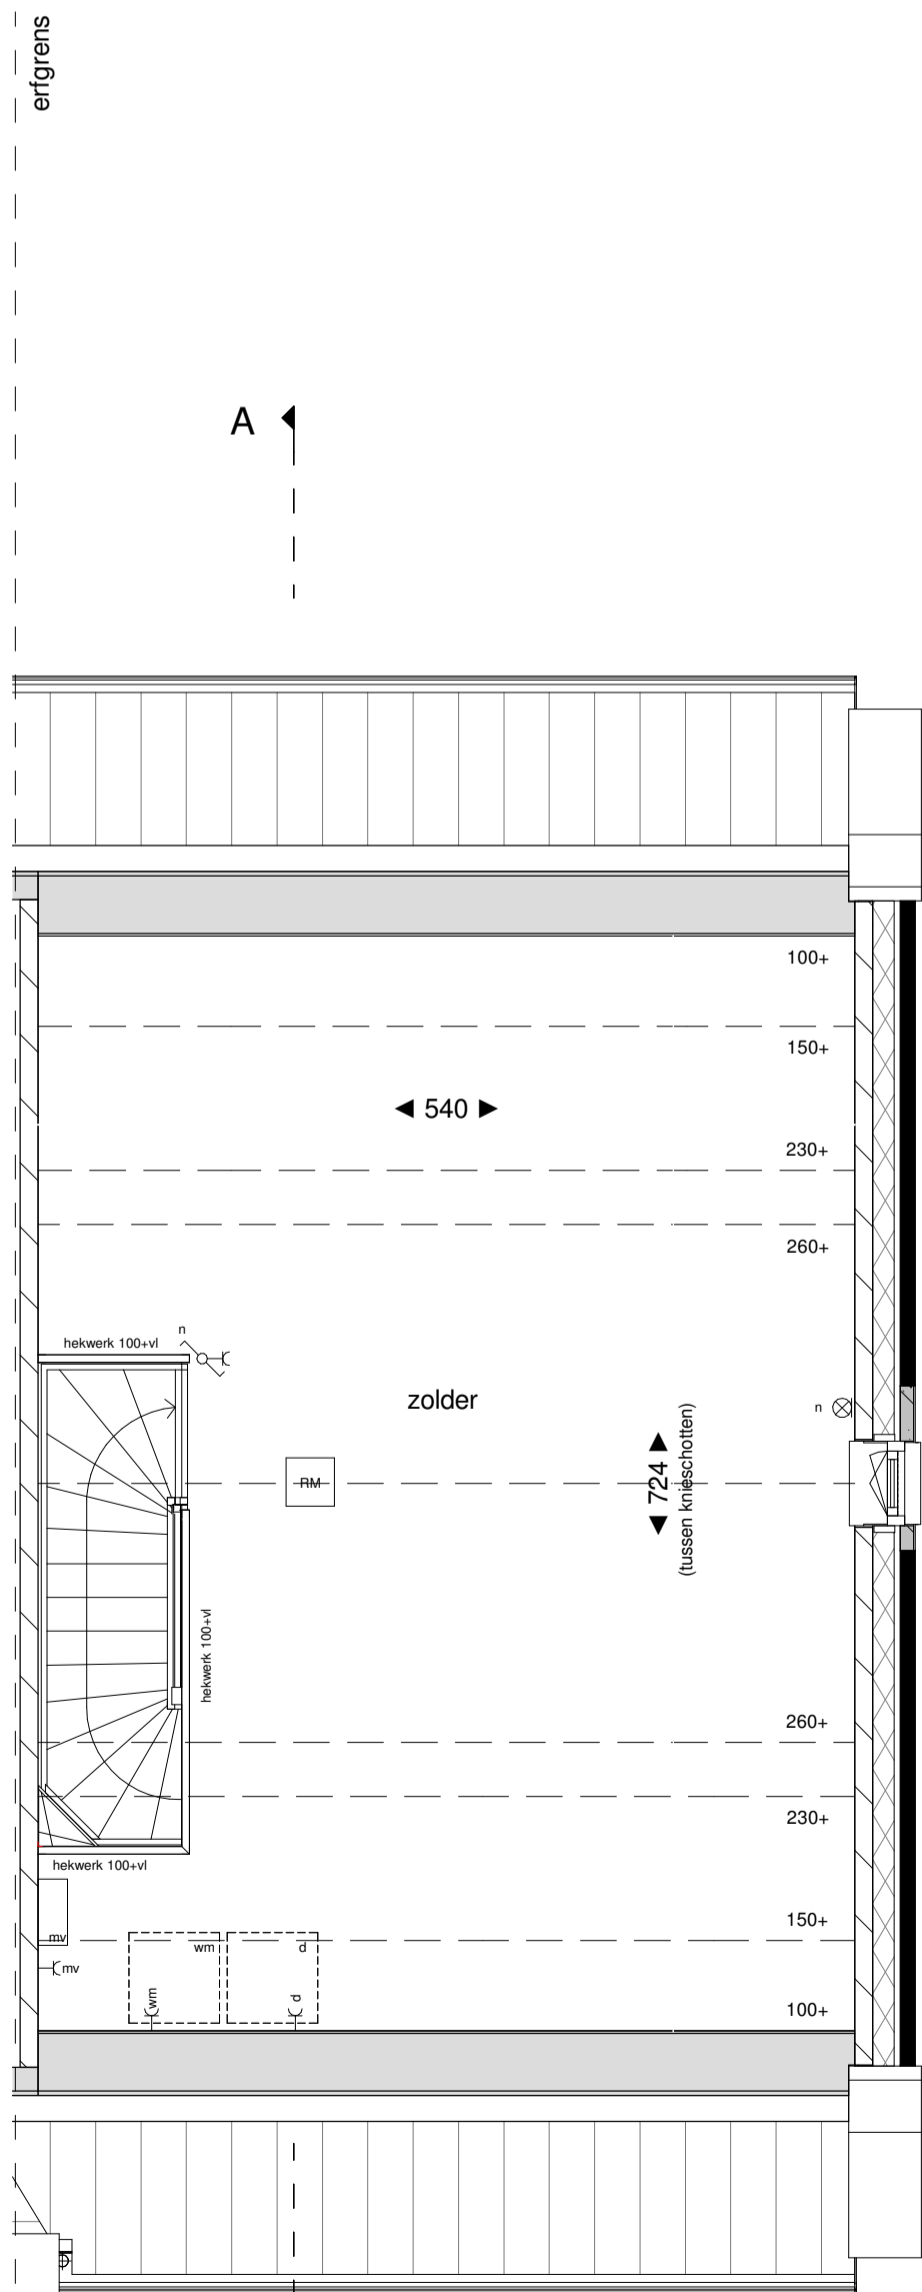 erfgrens
A
100+
150+
540
230+
260+
n
hekwerk 100+vl
zolder
n
724
(tussen knieschotten)
RM
hekwerk 100+vl
260+
230+
hekwerk 100+vl
150+
mv
wm
d
mv
wm
d
100+